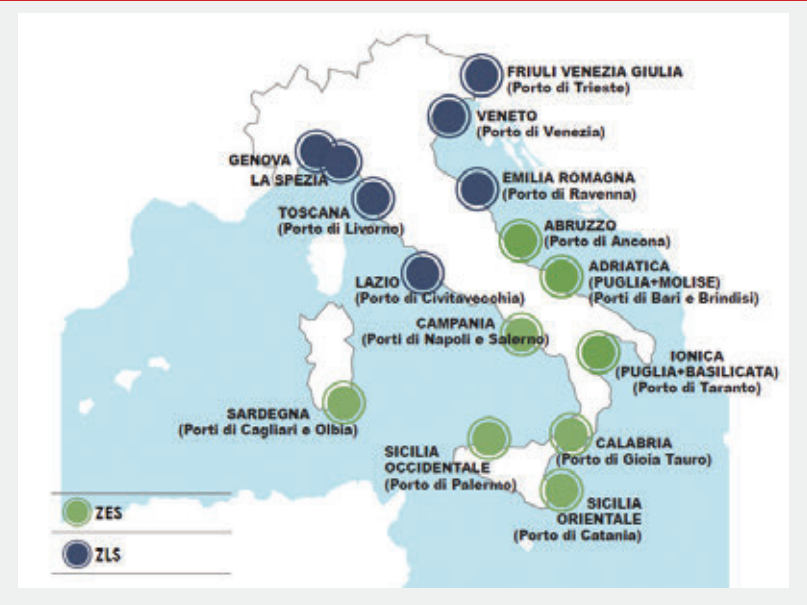 FRIULI VENEZIA GIULIA
(Porto di Trieste)
VENETO
(Porto di Venezia)
GENOVA
LA SPEZIA
EMILIA ROMAGNA
(Porto di Ravenna)
TOSCANA
(Porto di Livorno)
ABRUZZO
(Porto di Ancona)
ADRIATICA
(PUGLIA+MOLISE)
(Porti di Bari e Brindisi)
LAZIO
(Porto di Civitavecchia)
CAMPANIA
(Porti di Napoli e Salerno)
IONICA
(PUGLIA+BASILICATA)
(Porto di Taranto)
SARDEGNA
(Porti di Cagliari e Olbia)
CALABRIA
(Porto di Gioia Tauro)
SICILIA
OCCIDENTALE
(Porto di Palermo)
SICILIA
ORIENTALE
(Porto di Catania)
ZES
ZLS